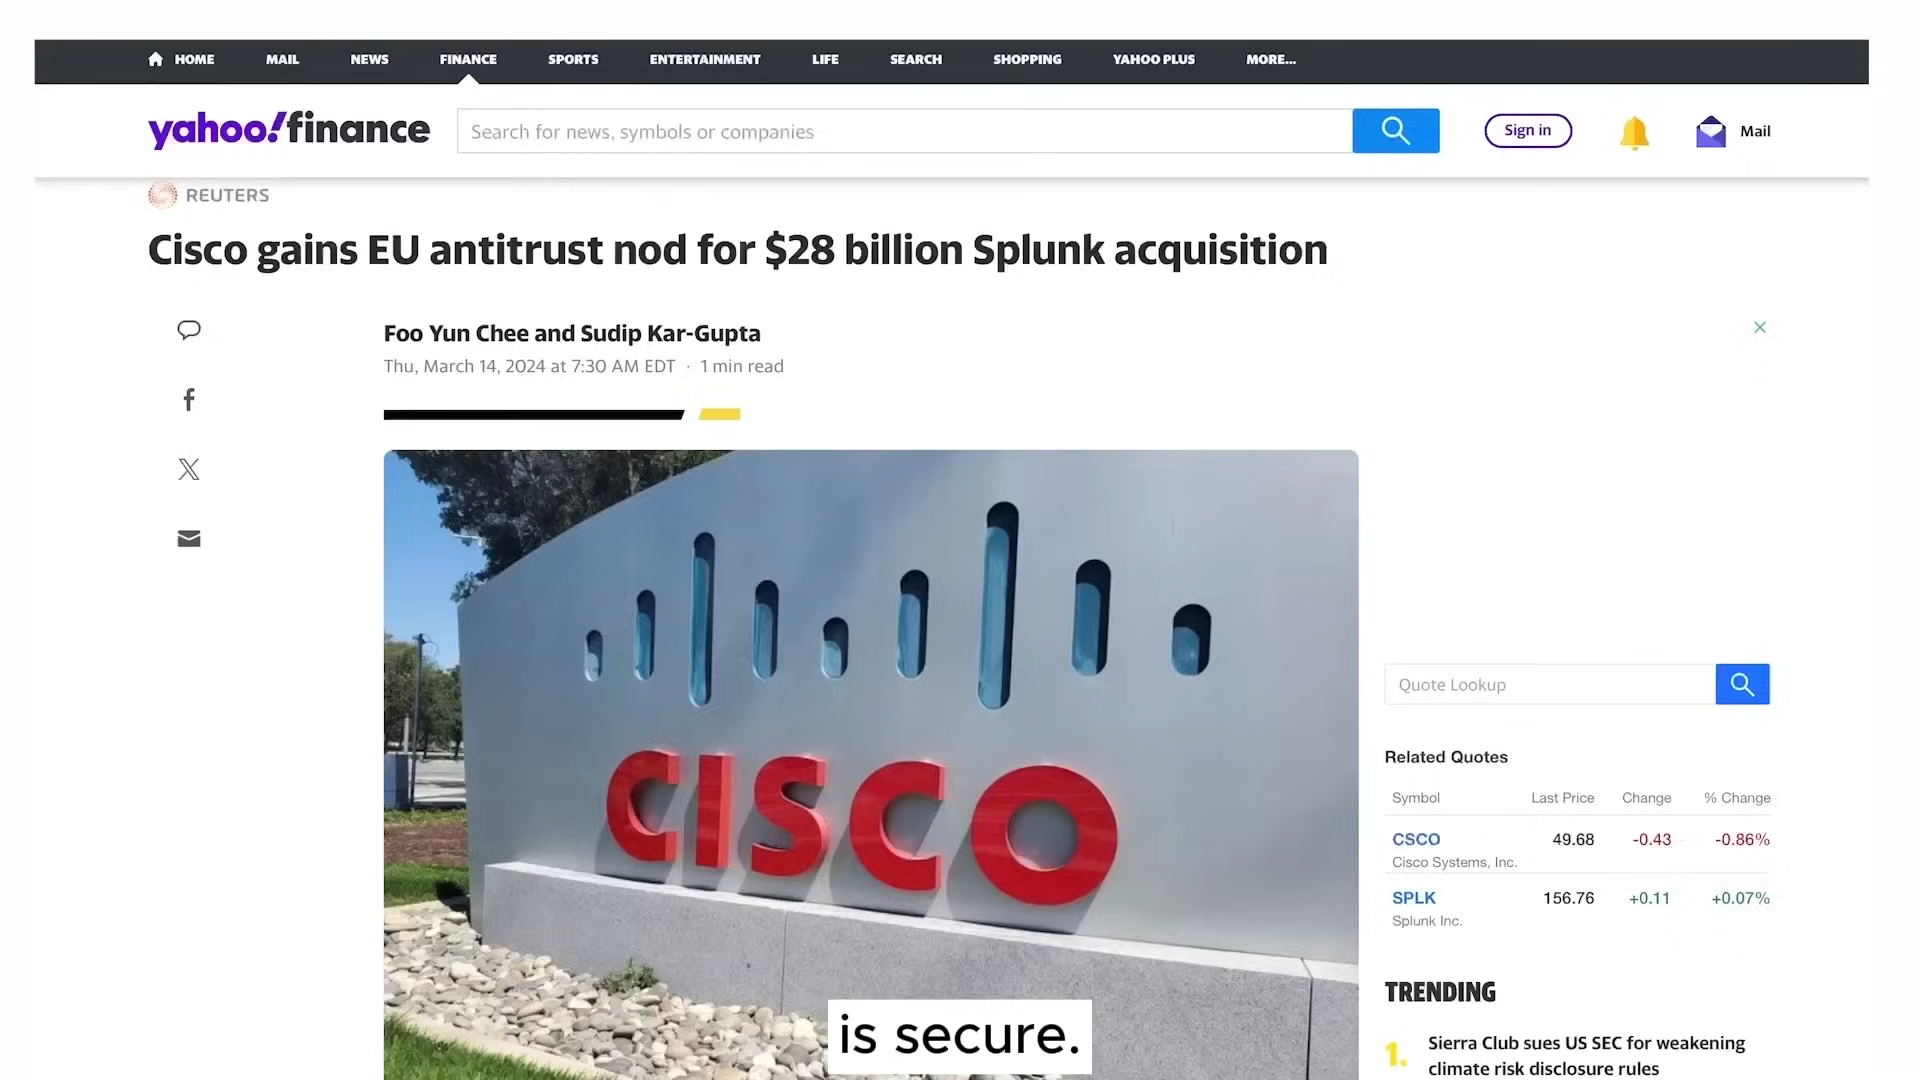 HOME MAIL NEWS FINANCE SPORTS ENTERTAINMENT LIFE SEARCH SHOPPING YAHOO PLUS MORE...
yahoo!finance
Search for news, symbols or companies
Sign in
Mail
REUTERS
Cisco gains EU antitrust nod for $28 billion Splunk acquisition
Foo Yun Chee and Sudip Kar-Gupta
Thu, March 14, 2024 at 7:30 AM EDT · 1 min read
CISCO
Quote Lookup
Related Quotes
Symbol Last Price Change % Change
CSCO 49.68 -0.43 -0.86%
Cisco Systems, Inc.
SPLK 156.76 +0.11 +0.07%
Splunk Inc.
TRENDING
1. Sierra Club sues US SEC for weakening
climate risk disclosure rules
is secure.